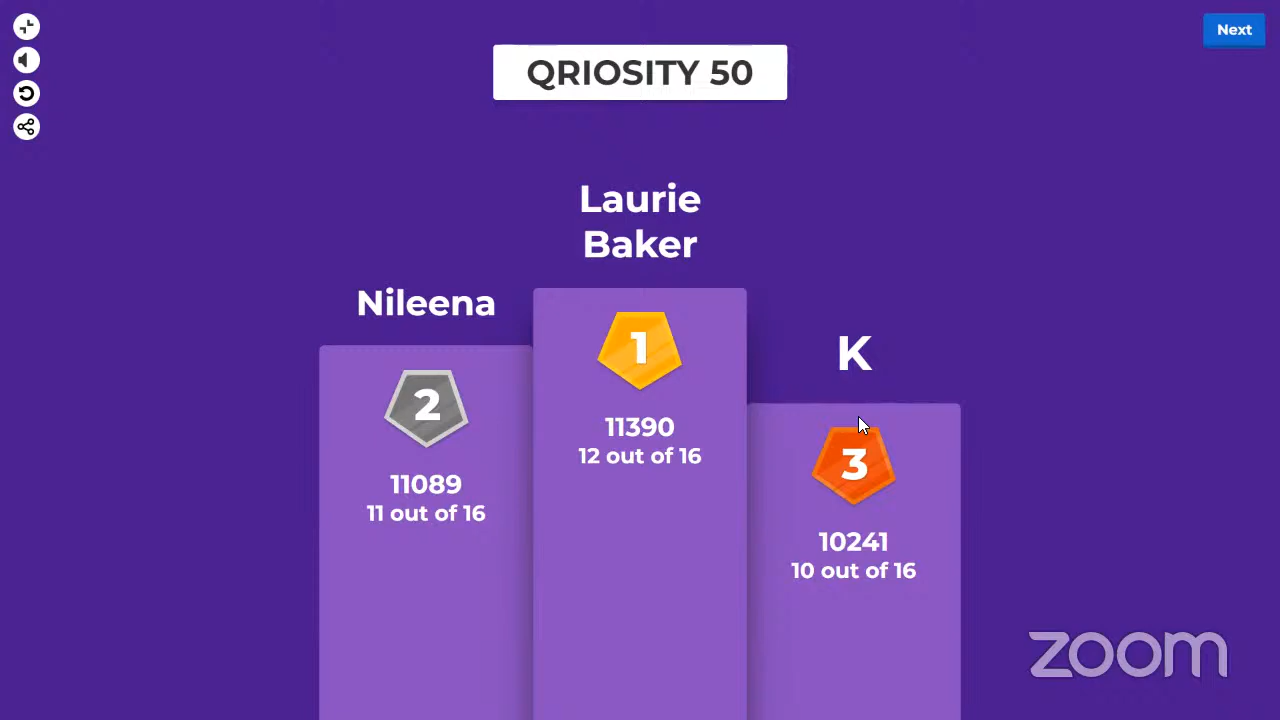 Next
QRIOSITY 50
Laurie
Baker
Nileena
K
1
11390
12 out of 16
2
11089
11 out of 16
3
10241
10 out of 16
zoom